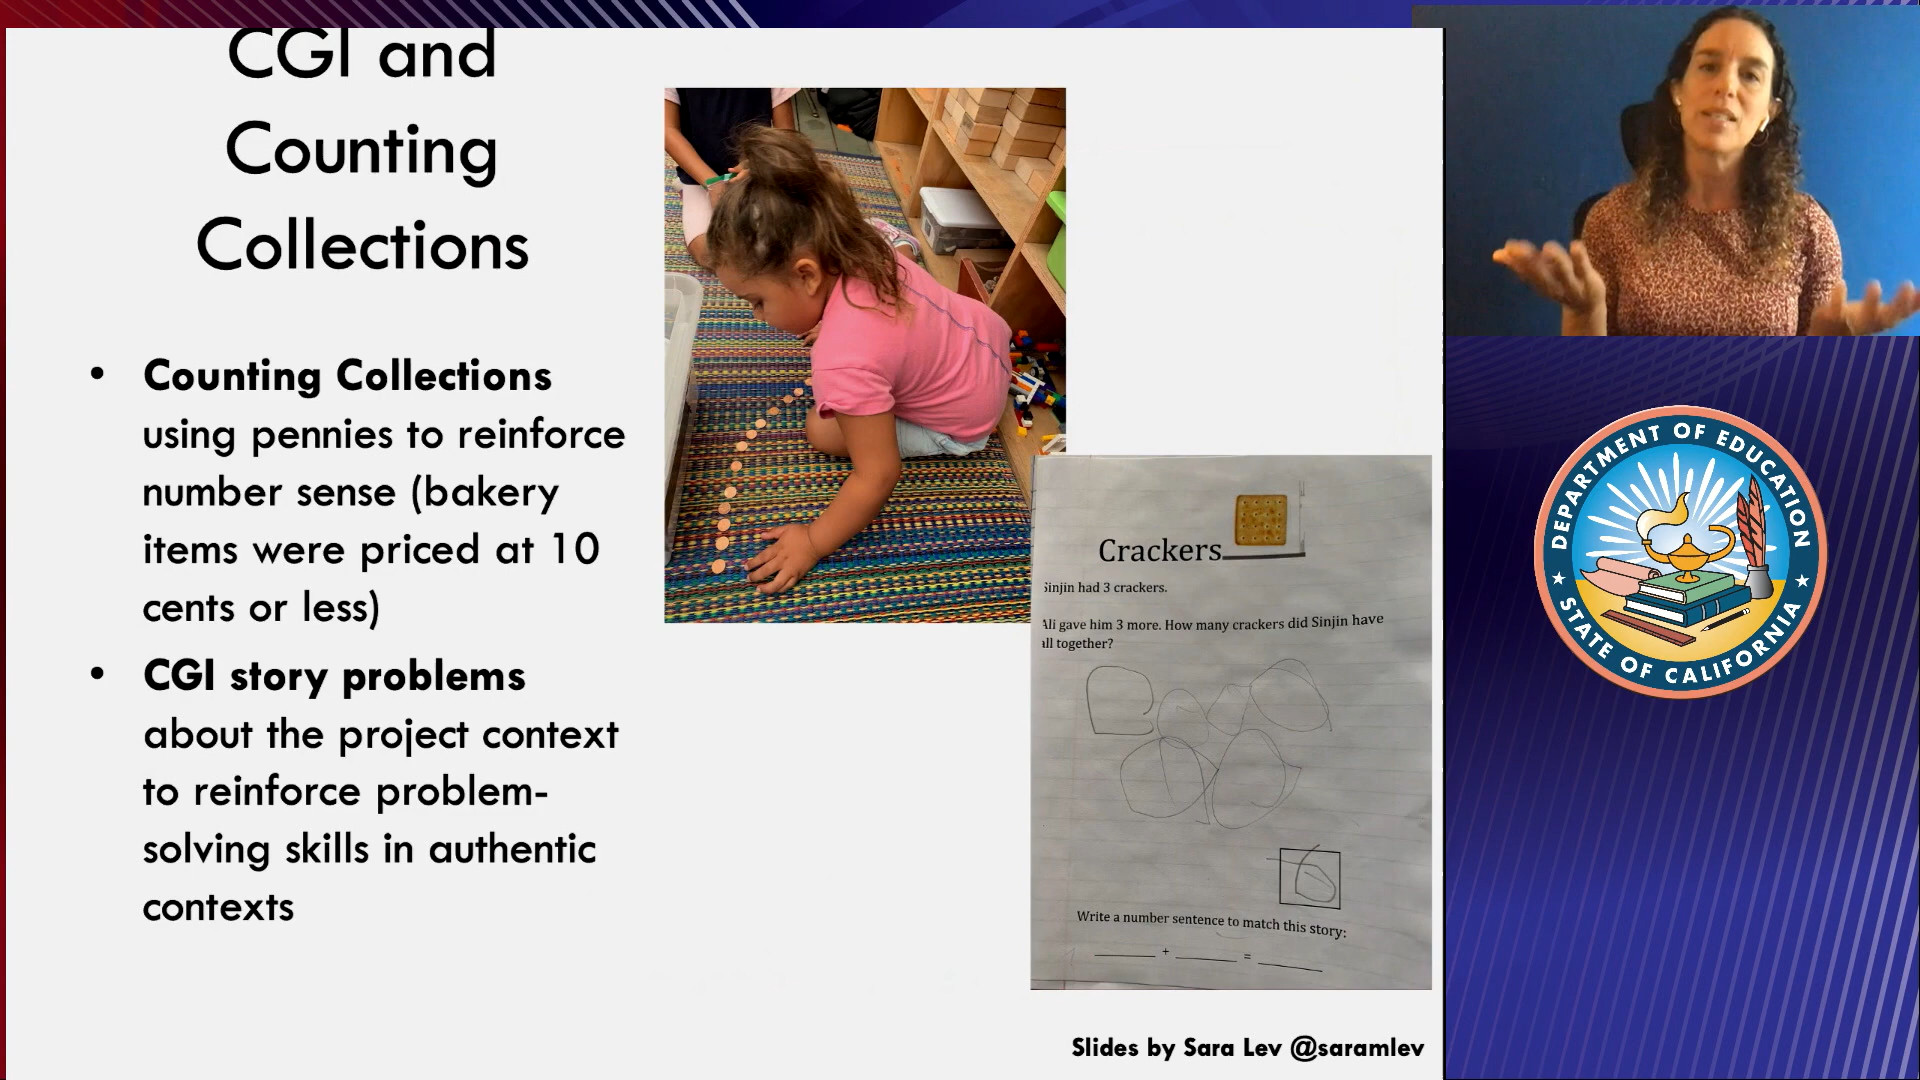 CGI and
Counting
Collections
• Counting Collections
using pennies to reinforce
number sense (bakery
items were priced at 10
cents or less)
• CGI story problems
about the project context
to reinforce problem-
solving skills in authentic
contexts
Crackers
Sinjin had 3 crackers.
Ali gave him 3 more. How many crackers did Sinjin have
all together?
6
Write a number sentence to match this story:
+ =
Slides by Sara Lev @saramlev
DEPARTMENT OF EDUCATION
STATE OF CALIFORNIA